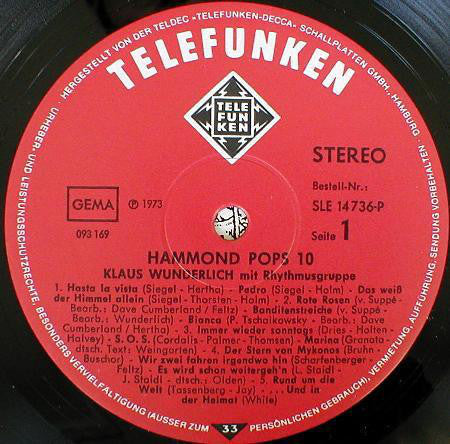 HERGESTELLT VON DER TELDEC »TELEFUNKEN-DECCA« SCHALLPLATTEN GMBH, HAMBURG
TELEFUNKEN
TELE
FUN
KEN
STEREO
Bestell-Nr.:
SLE 14736-P
Seite 1
GEMA
℗ 1973
093 169
HAMMOND POPS 10
KLAUS WUNDERLICH mit Rhythmusgruppe
1. Hasta la vista (Siegel - Hertha) - Pedro (Siegel - Holm) - Das weiß
der Himmel allein (Siegel - Thorsten - Holm) - 2. Rote Rosen (v. Suppè -
Bearb.: Dave Cumberland / Feltz) - Banditenstreiche (v. Suppè -
Bearb.: Wunderlich) - Bianca (P. Tschaikowsky - Bearb.: Dave
Cumberland / Hertha) - 3. Immer wieder sonntags (Dries - Holten -
Halvey) - S.O.S. (Cordalis - Palmer - Thomsen) - Marina (Granata -
dtsch. Text: Weingarten) - 4. Der Stern von Mykonos (Bruhn -
Buschor) - Wir zwei fahren irgendwo hin (Scharfenberger -
Feltz) - Es wird schon weitergeh'n (L. Staidl -
J. Staidl - dtsch.: Olden) - 5. Rund um die
Welt (Tassenberg - Jay) - ...Und in
der Heimat (While)
URHEBER- UND LEISTUNGSSCHUTZRECHTE, BESONDERS VERVIELFÄLTIGUNG (AUSSER ZUM PERSÖNLICHEN GEBRAUCH), VERMIETUNG, AUFFÜHRUNG, SENDUNG VORBEHALTEN
33